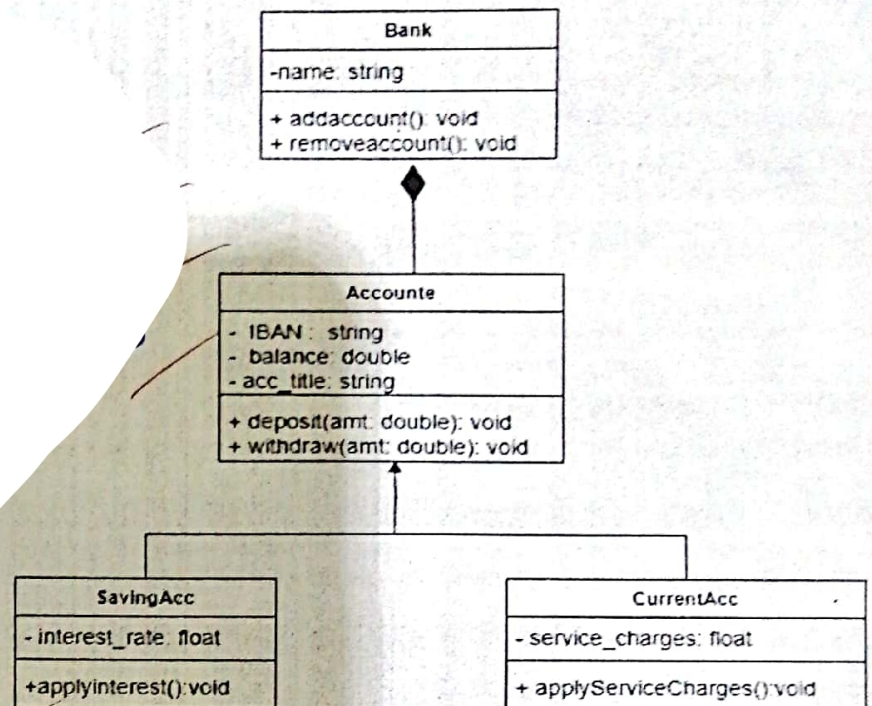 Bank
-name: string
+ addacccunt(): void
+ removeaccount(): void
Accounte
- IBAN : string
- balance: double
- acc_title: string
+ deposit(amt: double): void
+ withdraw(amt: double): void
SavingAcc
- interest_rate: float
+applyinterest():void
CurrentAcc
- service_charges: float
+ applyServiceCharges():void